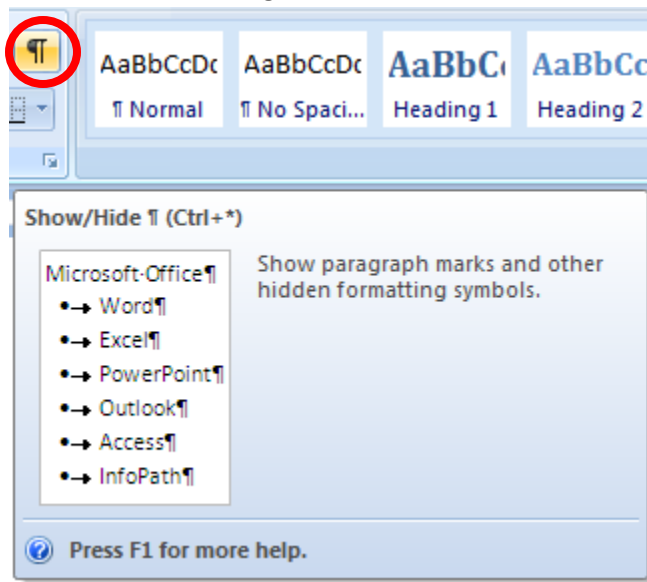 ¶
AaBbCcDc AaBbCcDc AaBbC AaBbCc
¶ Normal ¶ No Spaci... Heading 1 Heading 2
Show/Hide ¶ (Ctrl+*)
Microsoft·Office¶
•→ Word¶
•→ Excel¶
•→ PowerPoint¶
•→ Outlook¶
•→ Access¶
•→ InfoPath¶
Show paragraph marks and other
hidden formatting symbols.
Press F1 for more help.